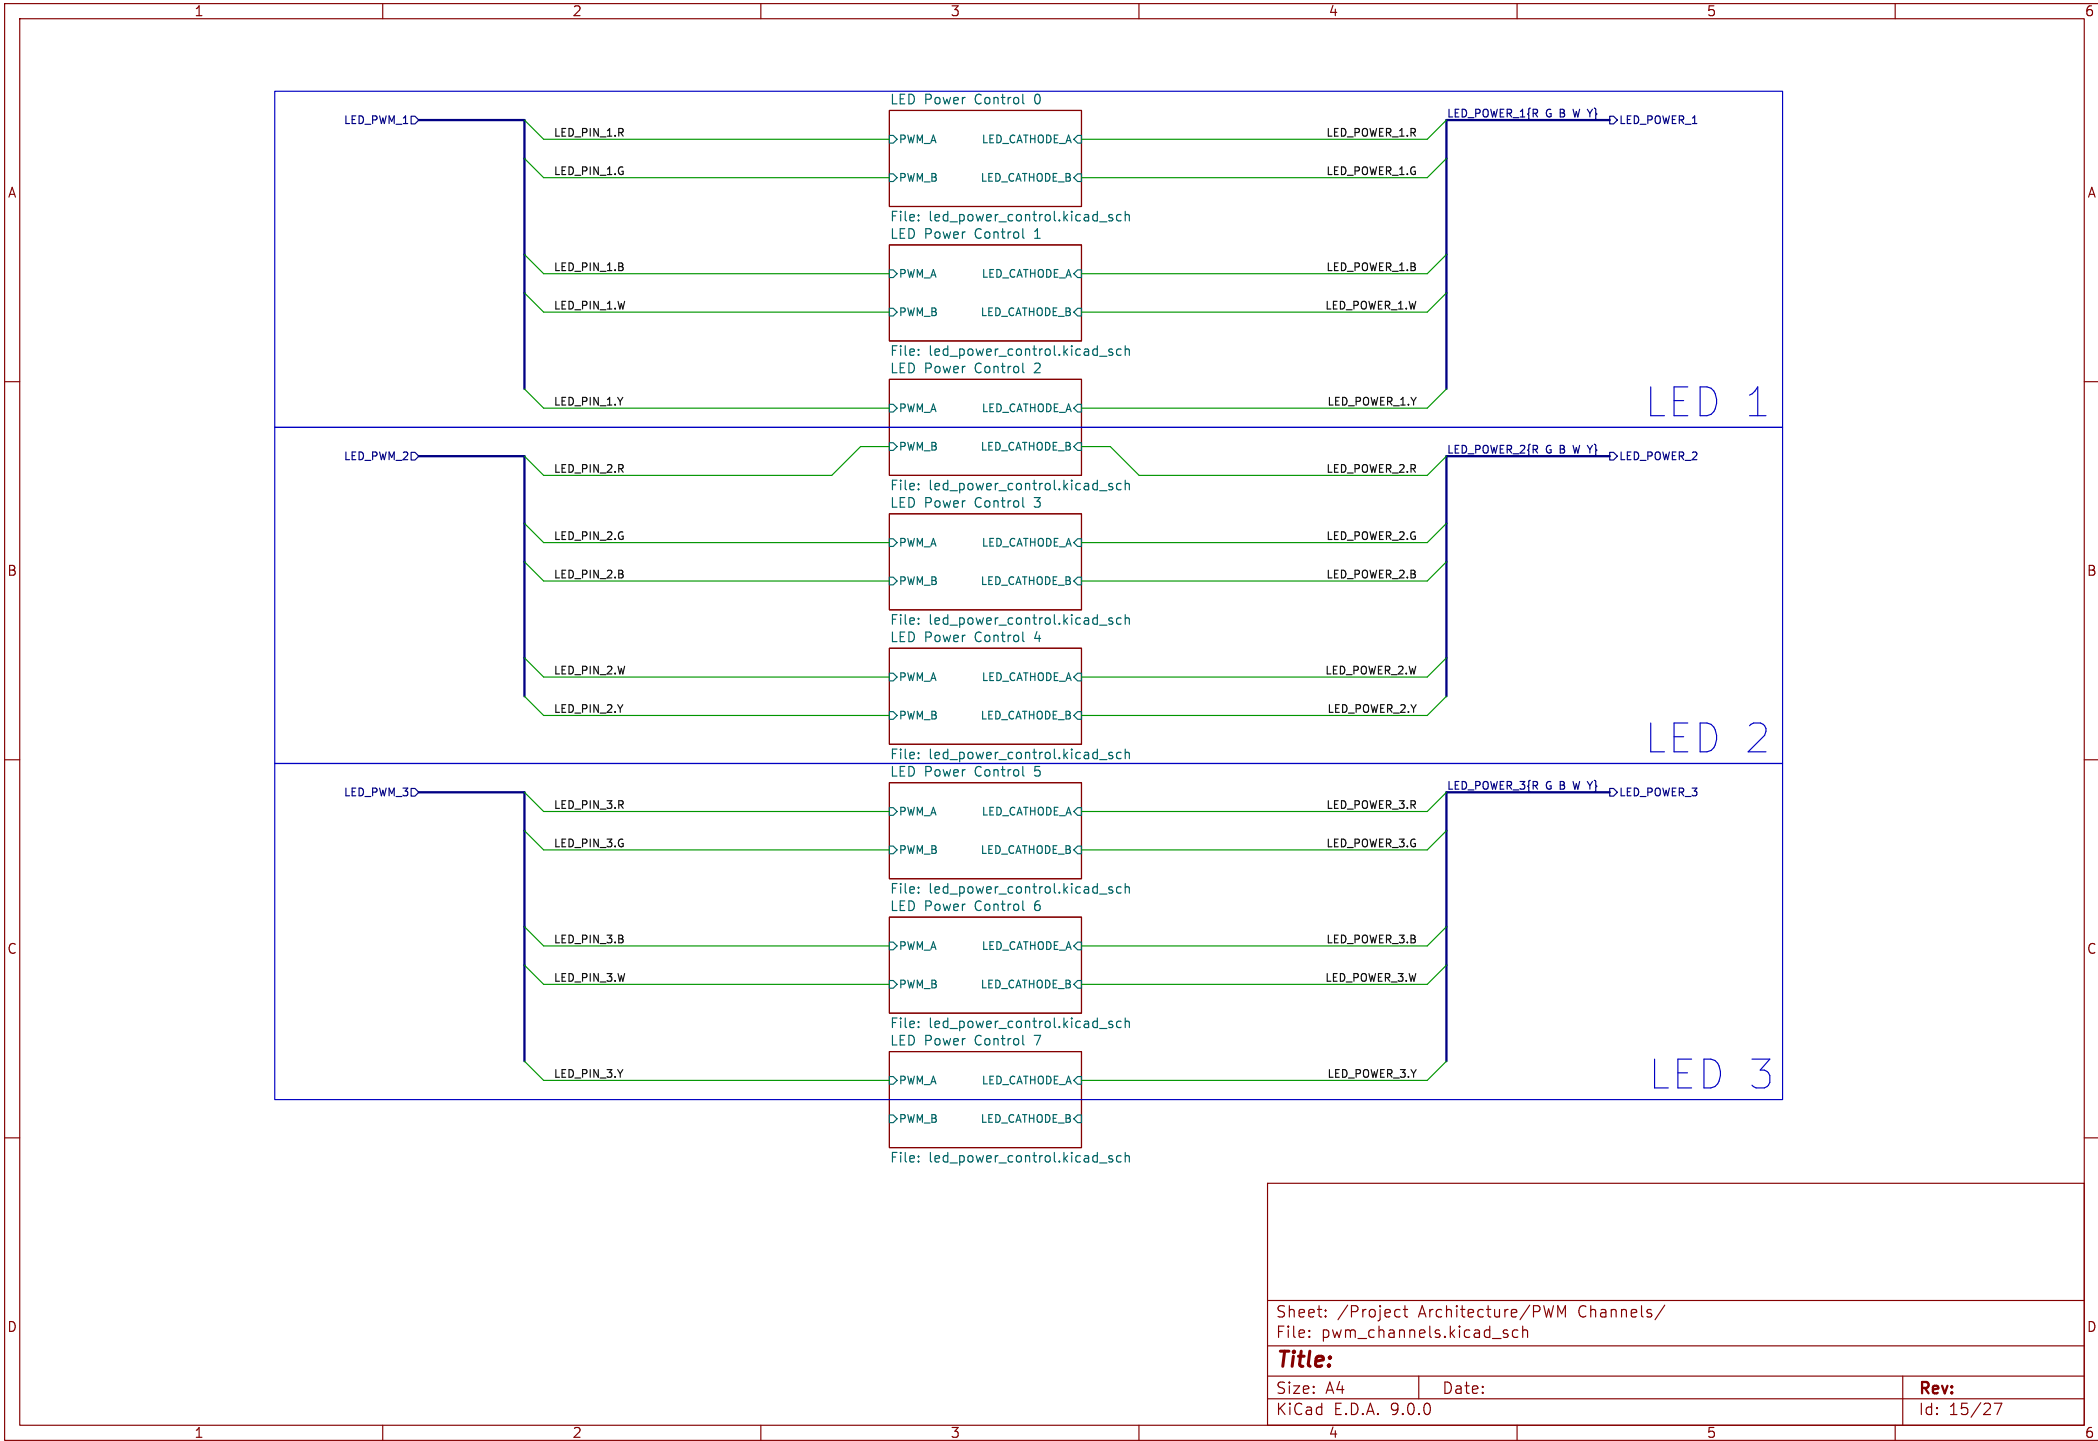 1 2 3 4 5 6
LED Power Control 0
LED_PWM_1 LED_POWER_1{R G B W Y} LED_POWER_1
LED_PIN_1.R PWM_A LED_CATHODE_A LED_POWER_1.R
LED_PIN_1.G PWM_B LED_CATHODE_B LED_POWER_1.G
A A
File: led_power_control.kicad_sch
LED Power Control 1
LED_PIN_1.B PWM_A LED_CATHODE_A LED_POWER_1.B
LED_PIN_1.W PWM_B LED_CATHODE_B LED_POWER_1.W
File: led_power_control.kicad_sch
LED Power Control 2
LED_PIN_1.Y PWM_A LED_CATHODE_A LED_POWER_1.Y
LED 1
PWM_B LED_CATHODE_B
LED_PWM_2 LED_POWER_2{R G B W Y} LED_POWER_2
LED_PIN_2.R LED_POWER_2.R
File: led_power_control.kicad_sch
LED Power Control 3
LED_PIN_2.G PWM_A LED_CATHODE_A LED_POWER_2.G
B B
LED_PIN_2.B PWM_B LED_CATHODE_B LED_POWER_2.B
File: led_power_control.kicad_sch
LED Power Control 4
LED_PIN_2.W PWM_A LED_CATHODE_A LED_POWER_2.W
LED_PIN_2.Y PWM_B LED_CATHODE_B LED_POWER_2.Y
LED 2
File: led_power_control.kicad_sch
LED Power Control 5
LED_PWM_3 LED_POWER_3{R G B W Y} LED_POWER_3
LED_PIN_3.R PWM_A LED_CATHODE_A LED_POWER_3.R
LED_PIN_3.G PWM_B LED_CATHODE_B LED_POWER_3.G
File: led_power_control.kicad_sch
LED Power Control 6
LED_PIN_3.B PWM_A LED_CATHODE_A LED_POWER_3.B
C C
LED_PIN_3.W PWM_B LED_CATHODE_B LED_POWER_3.W
File: led_power_control.kicad_sch
LED Power Control 7
LED_PIN_3.Y PWM_A LED_CATHODE_A LED_POWER_3.Y
LED 3
PWM_B LED_CATHODE_B
File: led_power_control.kicad_sch
Sheet: /Project Architecture/PWM Channels/
D D
File: pwm_channels.kicad_sch
Title:
Size: A4 Date: Rev:
KiCad E.D.A. 9.0.0 Id: 15/27
1 2 3 4 5 6